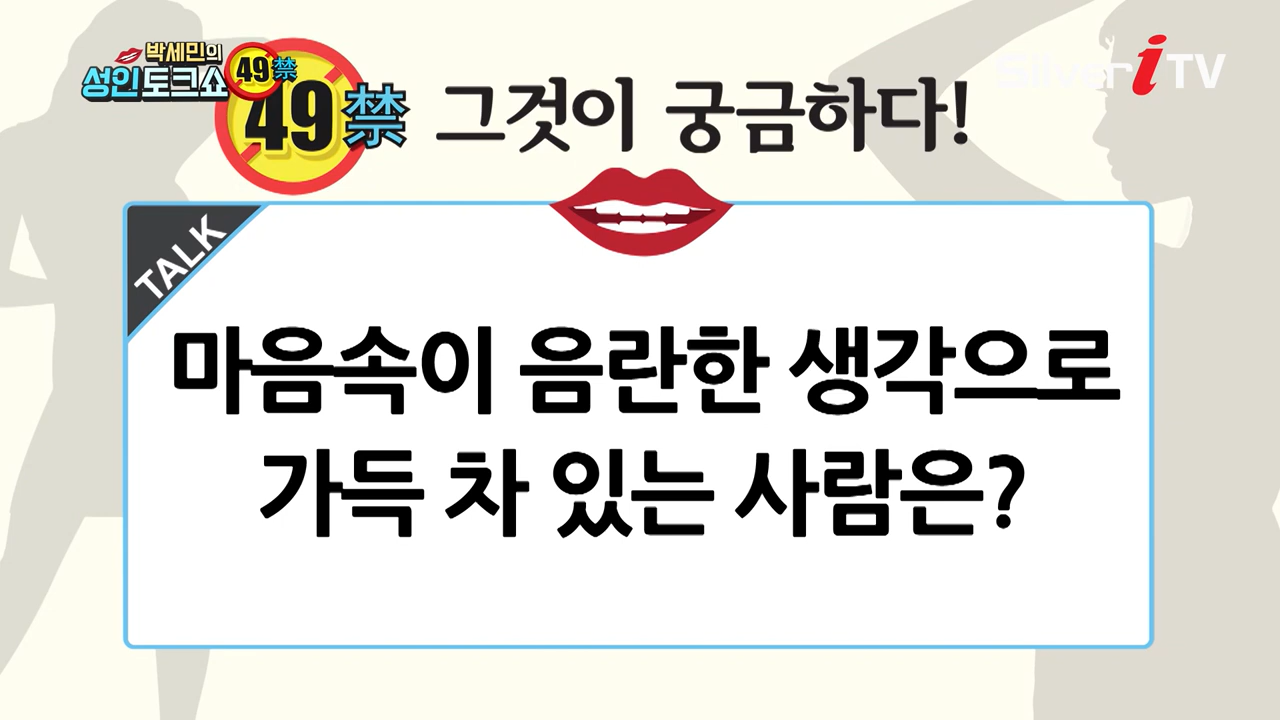 박세민의
성인토크쇼 49禁
Silver i TV
49禁 그것이 궁금하다!
TALK
마음속이 음란한 생각으로
가득 차 있는 사람은?